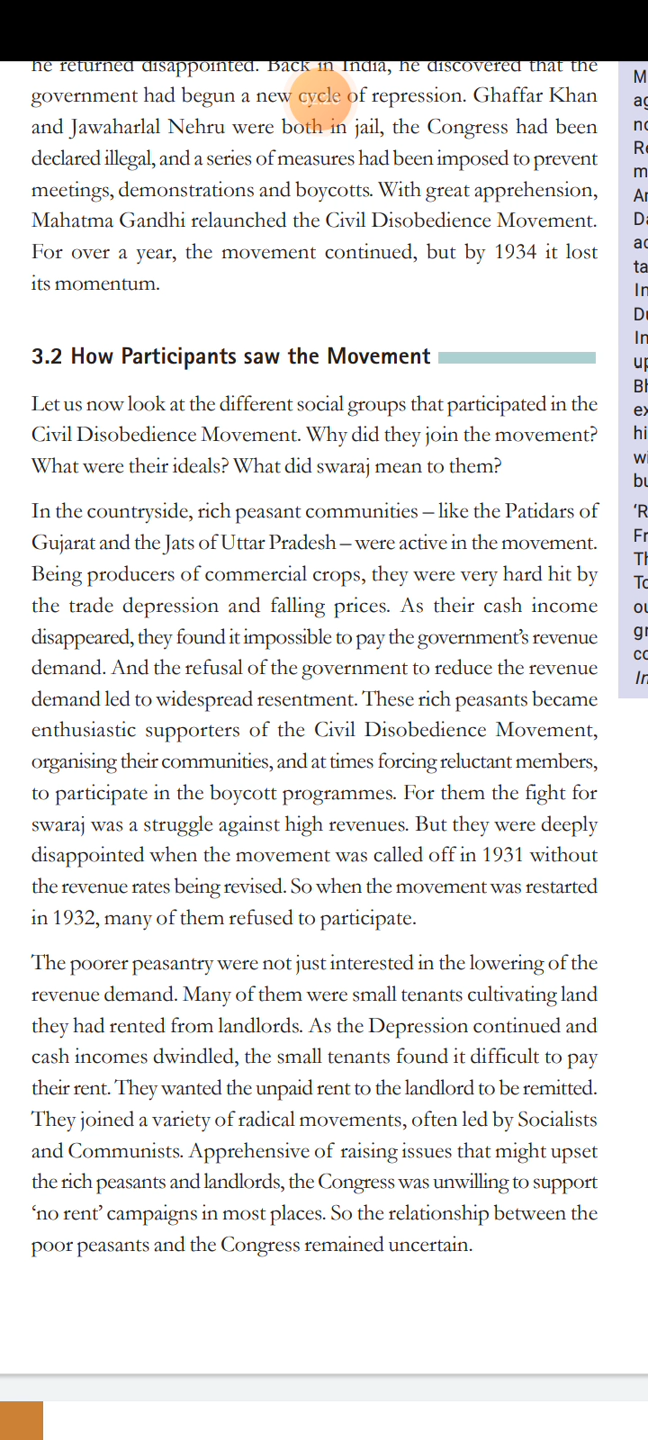 he returned disappointed. Back in India, he discovered that the
government had begun a new cycle of repression. Ghaffar Khan
and Jawaharlal Nehru were both in jail, the Congress had been
declared illegal, and a series of measures had been imposed to prevent
meetings, demonstrations and boycotts. With great apprehension,
Mahatma Gandhi relaunched the Civil Disobedience Movement.
For over a year, the movement continued, but by 1934 it lost
its momentum.
3.2 How Participants saw the Movement
Let us now look at the different social groups that participated in the
Civil Disobedience Movement. Why did they join the movement?
What were their ideals? What did swaraj mean to them?
In the countryside, rich peasant communities – like the Patidars of
Gujarat and the Jats of Uttar Pradesh – were active in the movement.
Being producers of commercial crops, they were very hard hit by
the trade depression and falling prices. As their cash income
disappeared, they found it impossible to pay the government's revenue
demand. And the refusal of the government to reduce the revenue
demand led to widespread resentment. These rich peasants became
enthusiastic supporters of the Civil Disobedience Movement,
organising their communities, and at times forcing reluctant members,
to participate in the boycott programmes. For them the fight for
swaraj was a struggle against high revenues. But they were deeply
disappointed when the movement was called off in 1931 without
the revenue rates being revised. So when the movement was restarted
in 1932, many of them refused to participate.
The poorer peasantry were not just interested in the lowering of the
revenue demand. Many of them were small tenants cultivating land
they had rented from landlords. As the Depression continued and
cash incomes dwindled, the small tenants found it difficult to pay
their rent. They wanted the unpaid rent to the landlord to be remitted.
They joined a variety of radical movements, often led by Socialists
and Communists. Apprehensive of raising issues that might upset
the rich peasants and landlords, the Congress was unwilling to support
'no rent' campaigns in most places. So the relationship between the
poor peasants and the Congress remained uncertain.